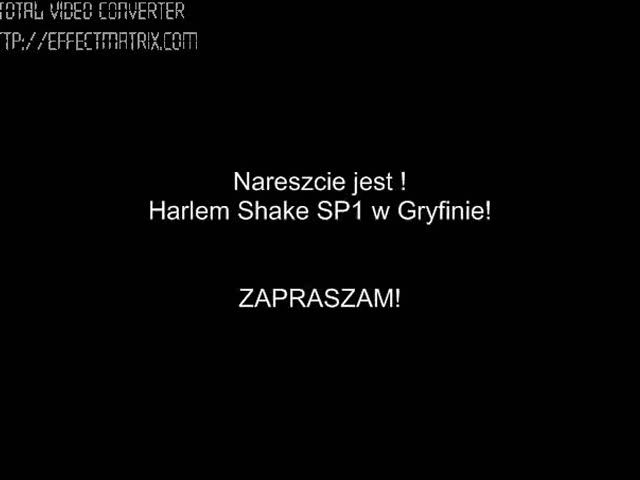 TOTAL VIDEO CONVERTER
TTP://EFFECTMATRIX.COM
Nareszcie jest !
Harlem Shake SP1 w Gryfinie!
ZAPRASZAM!